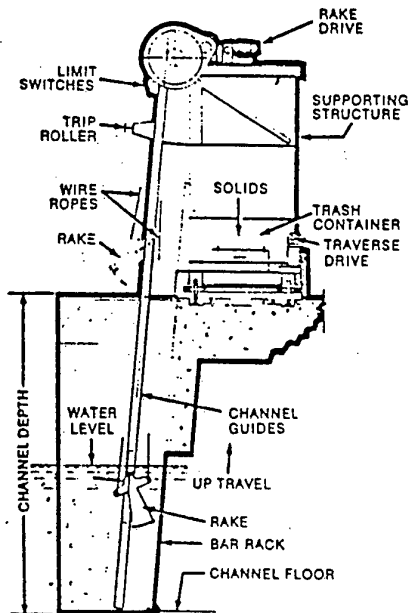 RAKE
DRIVE
LIMIT
SWITCHES
SUPPORTING
STRUCTURE
TRIP
ROLLER
WIRE
ROPES
SOLIDS
TRASH
CONTAINER
RAKE
TRAVERSE
DRIVE
CHANNEL DEPTH
WATER
LEVEL
CHANNEL
GUIDES
UP TRAVEL
RAKE
BAR RACK
CHANNEL FLOOR